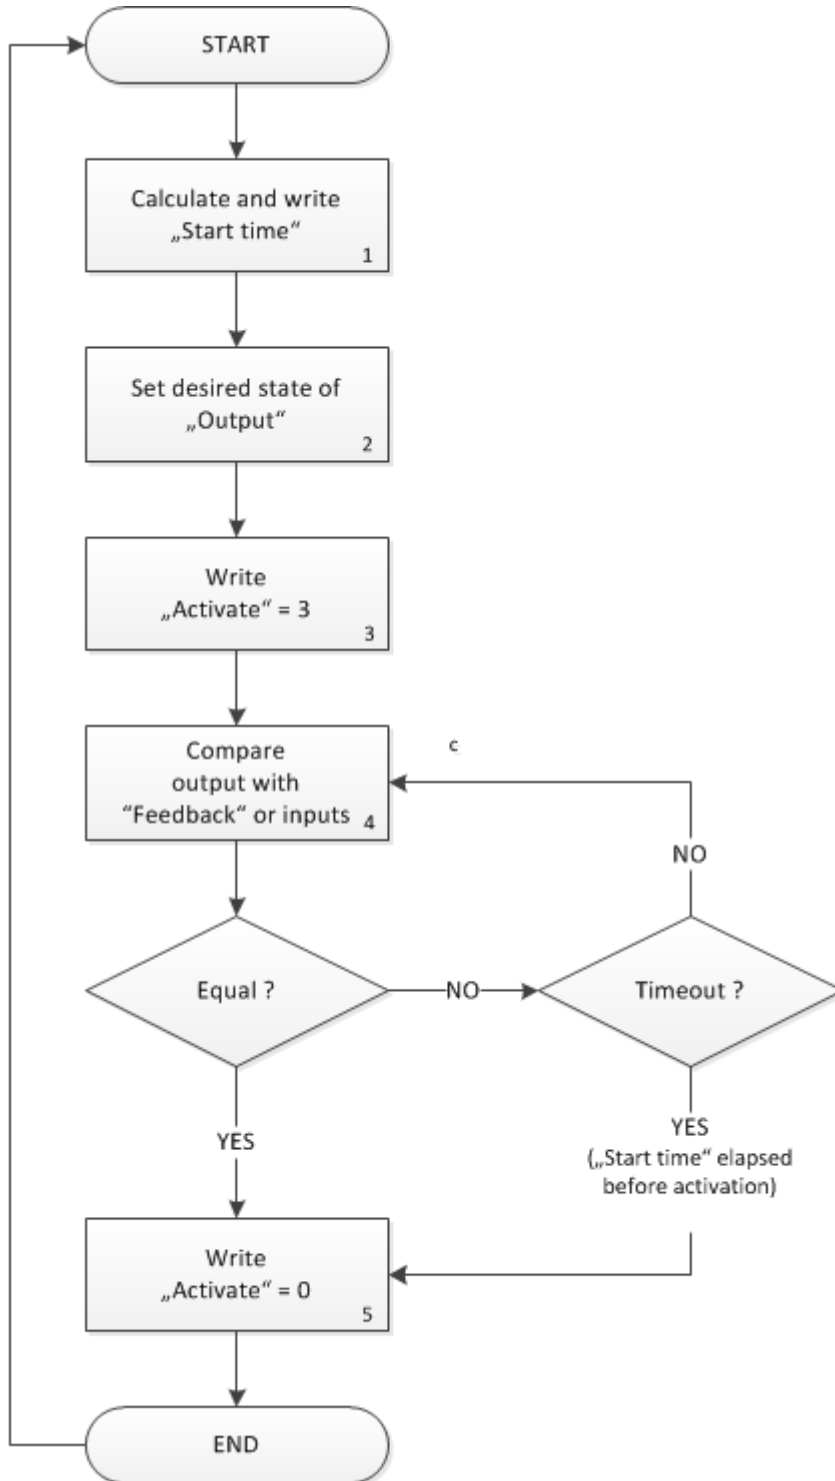 START
Calculate and write
„Start time“
1
Set desired state of
„Output“
2
Write
„Activate“ = 3
3
Compare
output with
“Feedback“ or inputs
4
c
NO
Equal ?
NO
Timeout ?
YES
YES
(„Start time“ elapsed
before activation)
Write
„Activate“ = 0
5
END